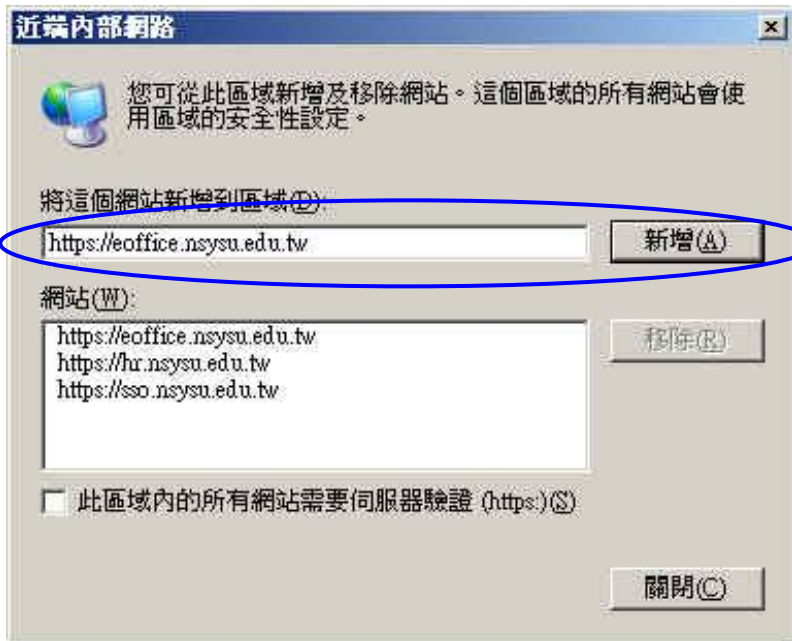 近端內部網路
您可從此區域新增及移除網站。這個區域的所有網站會使
用區域的安全性設定。
將這個網站新增到區域(D):
https://eoffice.nsysu.edu.tw 新增(A)
網站(W):
https://eoffice.nsysu.edu.tw 移除(R)
https://hr.nsysu.edu.tw
https://sso.nsysu.edu.tw
此區域內的所有網站需要伺服器驗證 (https:)(S)
關閉(C)